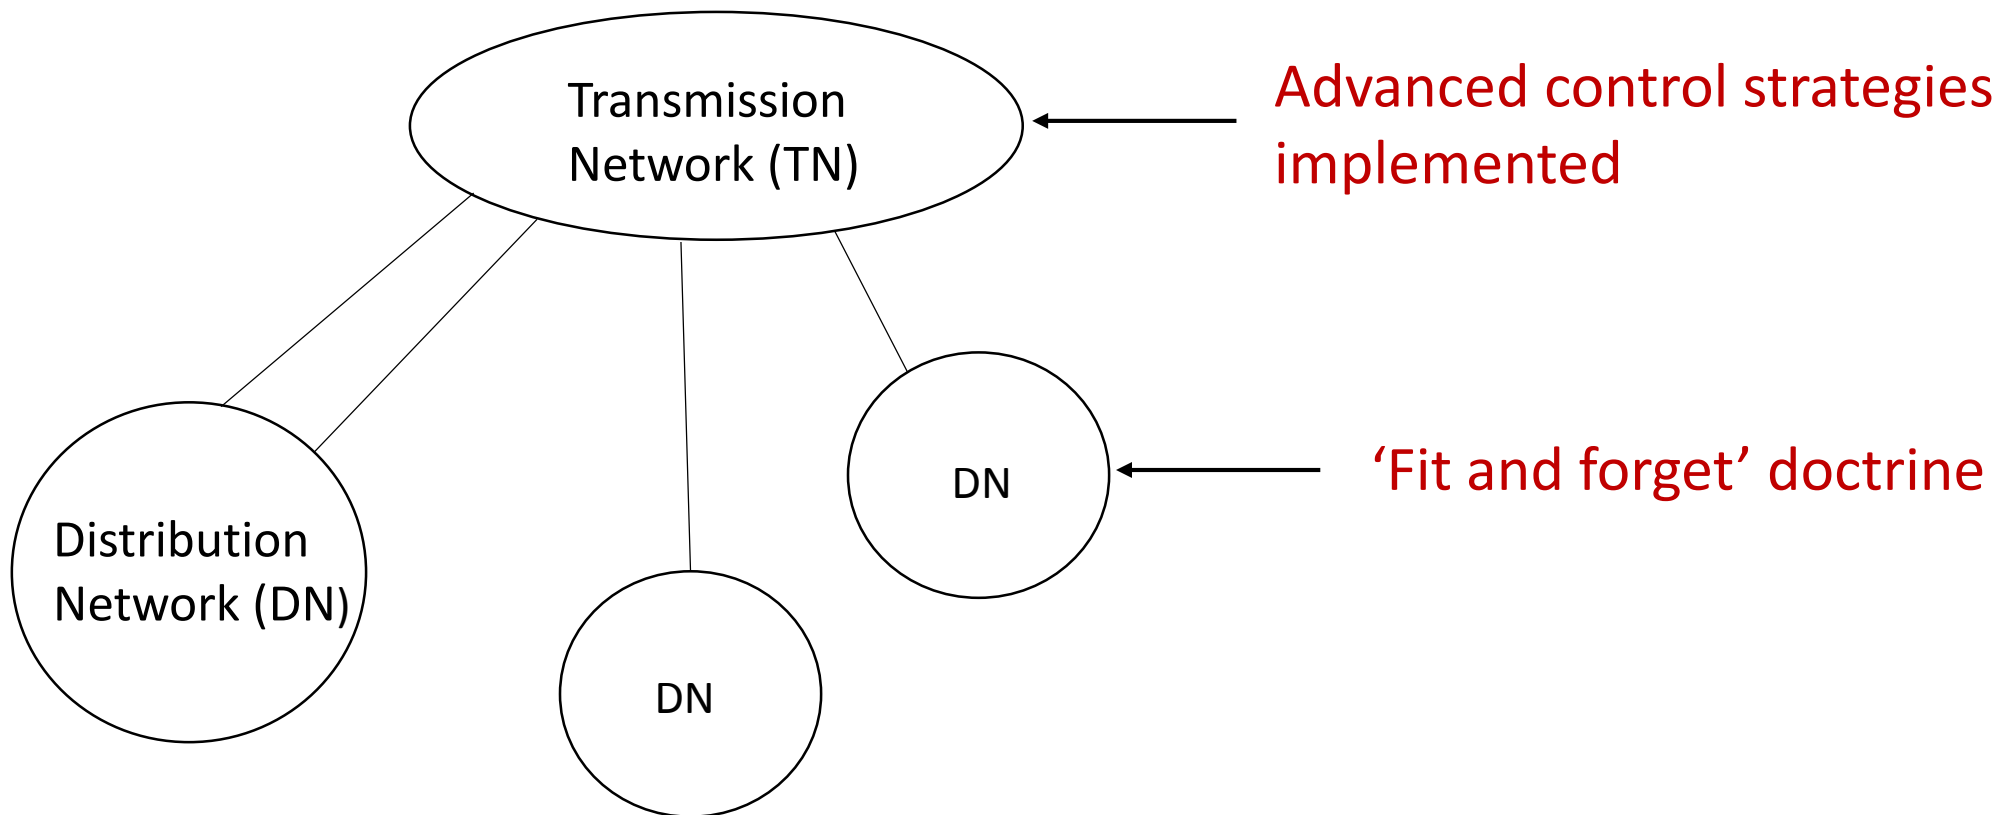 Transmission
Network (TN)
Advanced control strategies
implemented
DN
‘Fit and forget’ doctrine
Distribution
Network (DN)
DN